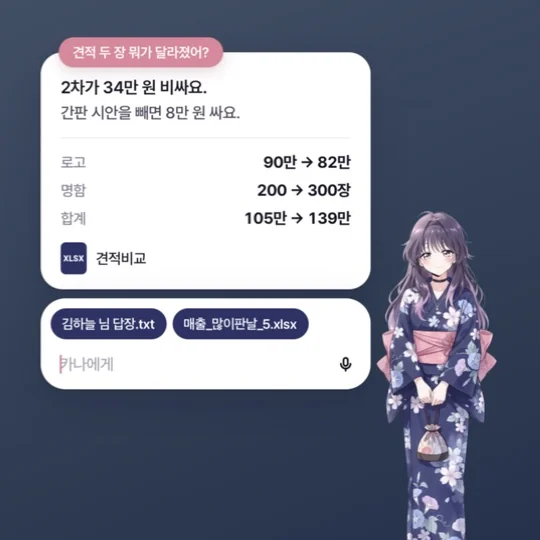 견적 두 장 뭐가 달라졌어?
2차가 34만 원 비싸요.
간판 시안을 빼면 8만 원 싸요.
로고 90만 → 82만
명함 200 → 300장
합계 105만 → 139만
XLSX 견적비교
김하늘 님 답장.txt 매출_많이판날_5.xlsx
카나에게